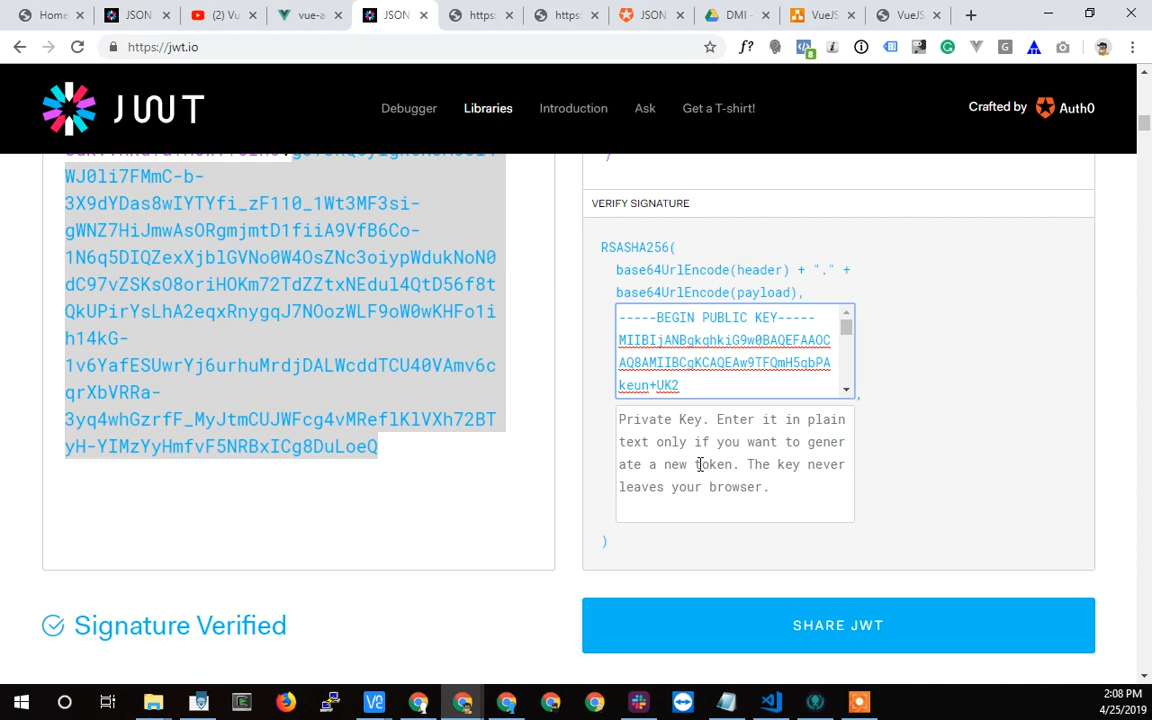 Home
JSON
(2) Vu
vue-a
JSON
https:
https:
JSON
DMI -
VueJS
VueJS
https://jwt.io
JWT
Debugger
Libraries
Introduction
Ask
Get a T-shirt!
Crafted by
Auth0
WJ0li7FMmC-b-
3X9dYDas8wIYTYfi_zF110_1Wt3MF3si-
gWNZ7HiJmwAsORgmjmtD1fiiA9VfB6Co-
1N6q5DIQZexXjblGVNo0W4OsZNc3oiypWdukNoN0
dC97vZSKsO8oriHOKm72TdZZtxNEdul4QtD56f8t
QkUPirYsLhA2eqxRnygqJ7NOozWLF9oW0wKHFo1i
h14kG-
1v6YafESUwrYj6urhuMrdjDALWcddTCU40VAmv6c
qrXbVRRa-
3yq4whGzrfF_MyJtmCUJWFcg4vMReflKlVXh72BT
yH-YIMzYyHmfvF5NRBxICg8DuLoeQ
}
VERIFY SIGNATURE
RSASHA256(
base64UrlEncode(header) + "." +
base64UrlEncode(payload),
-----BEGIN PUBLIC KEY-----
MIIBIjANBgkqhkiG9w0BAQEFAAOC
AQ8AMIIBCgKCAQEAw9TFQmH5gbPA
keun+UK2
,
Private Key. Enter it in plain
text only if you want to gener
ate a new token. The key never
leaves your browser.
)
Signature Verified
SHARE JWT
2:08 PM
4/25/2019